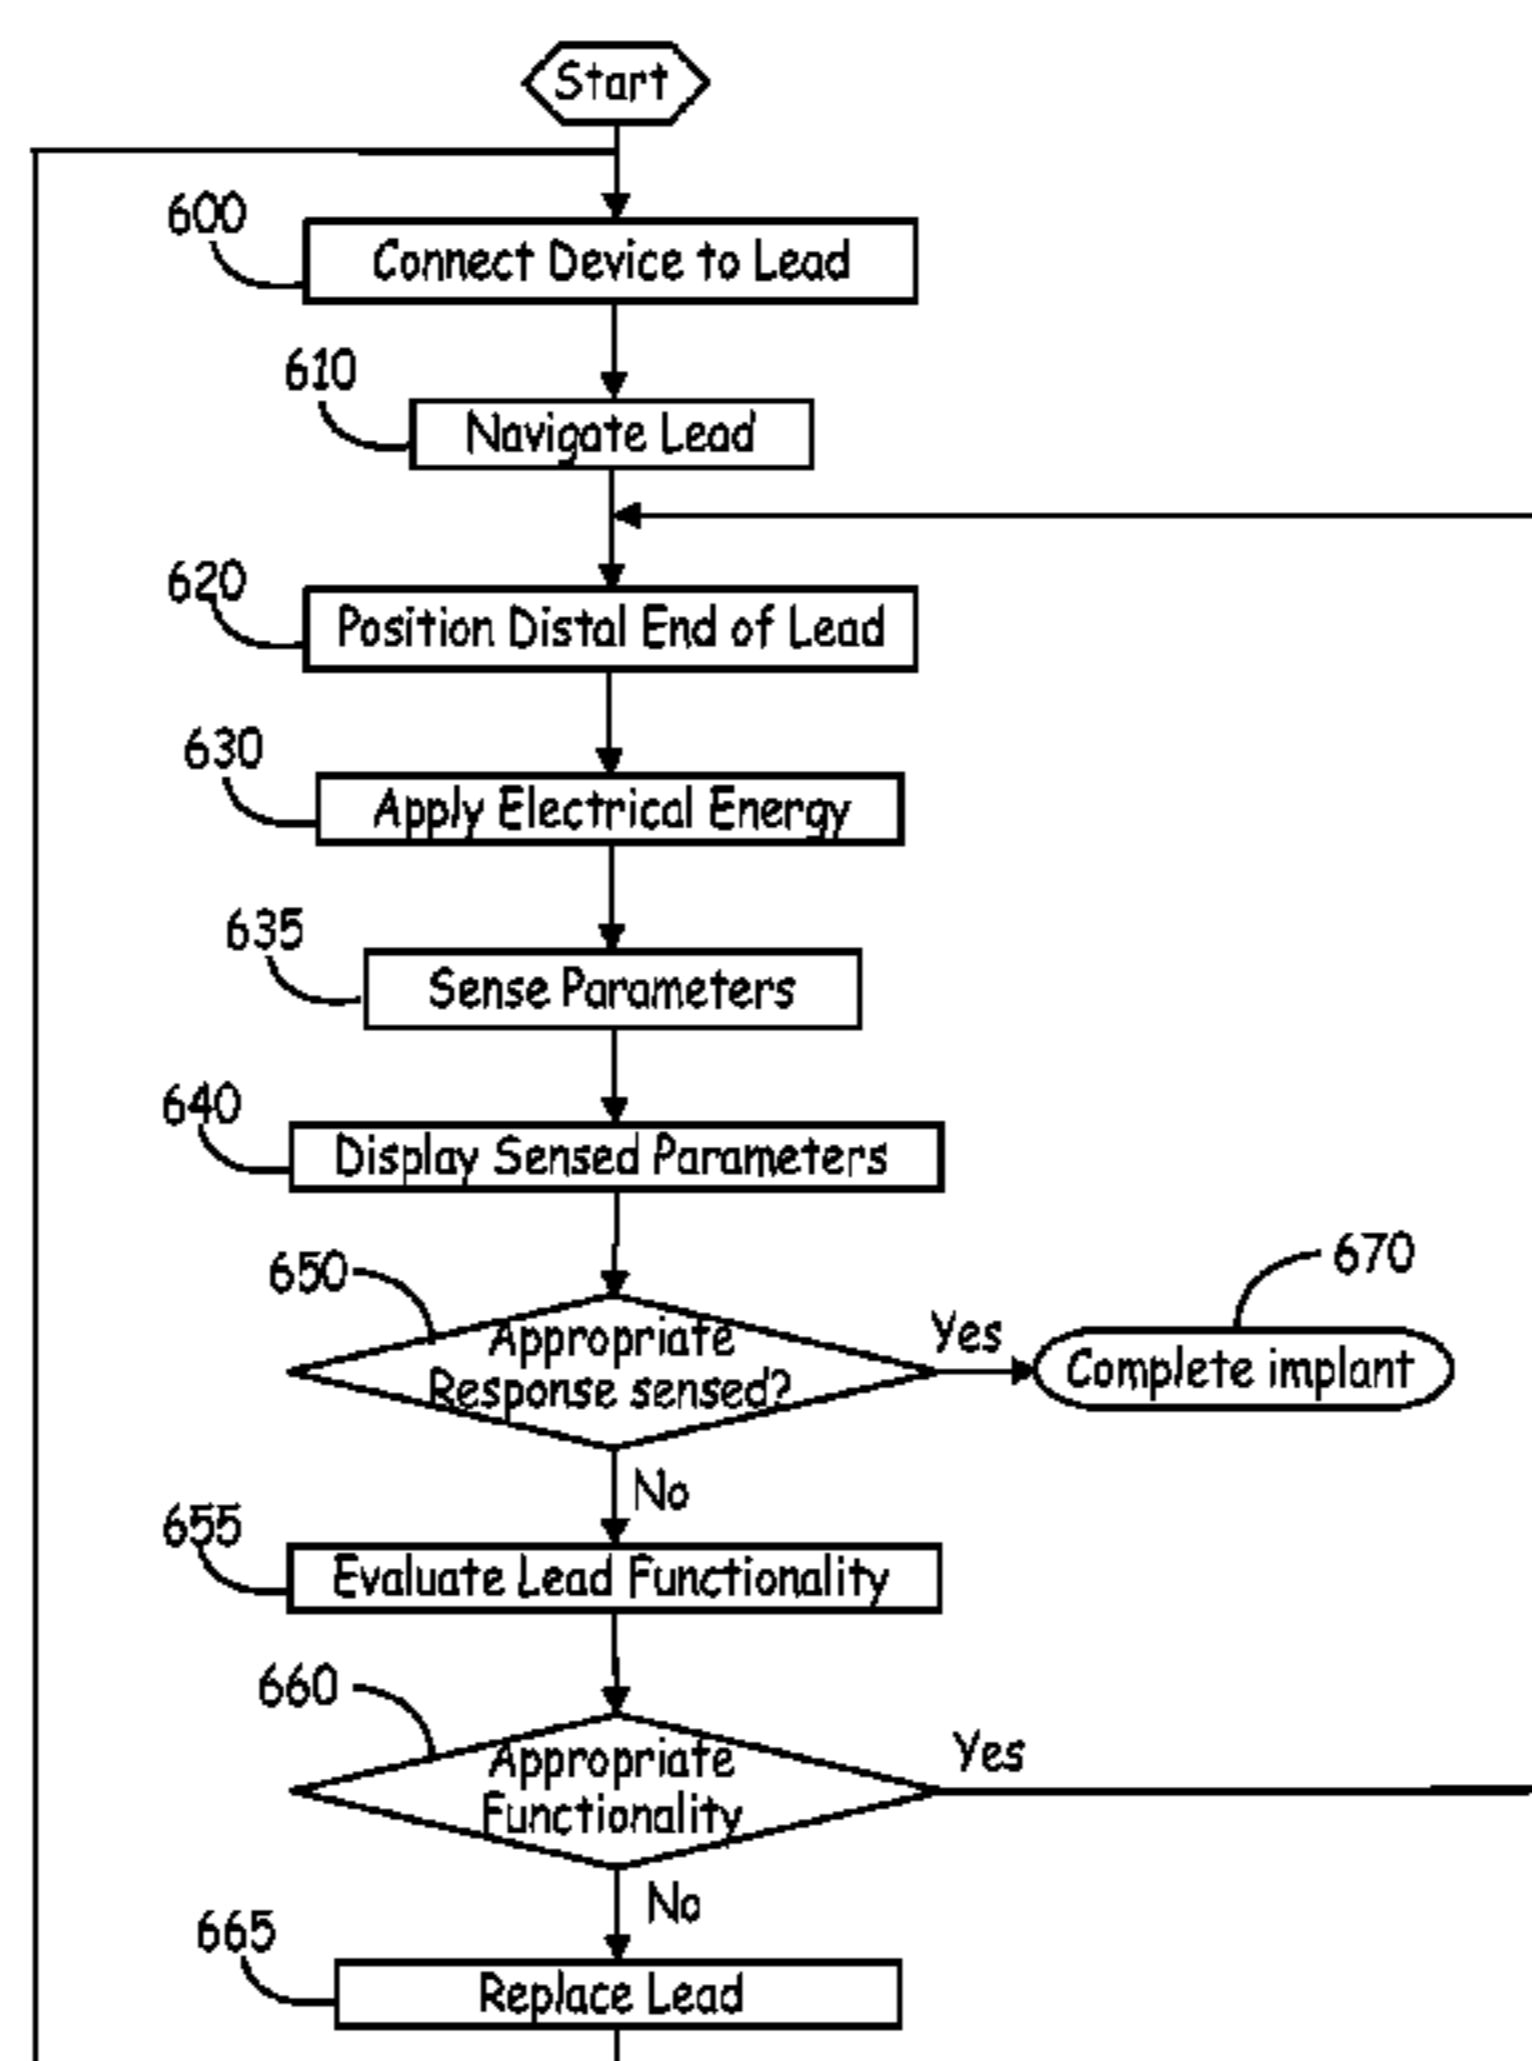 Start
600
Connect Device to Lead
610
Navigate Lead
620
Position Distal End of Lead
630
Apply Electrical Energy
635
Sense Parameters
640
Display Sensed Parameters
650
Appropriate
Response sensed?
Yes
670
Complete implant
No
655
Evaluate Lead Functionality
660
Appropriate
Functionality
Yes
No
665
Replace Lead